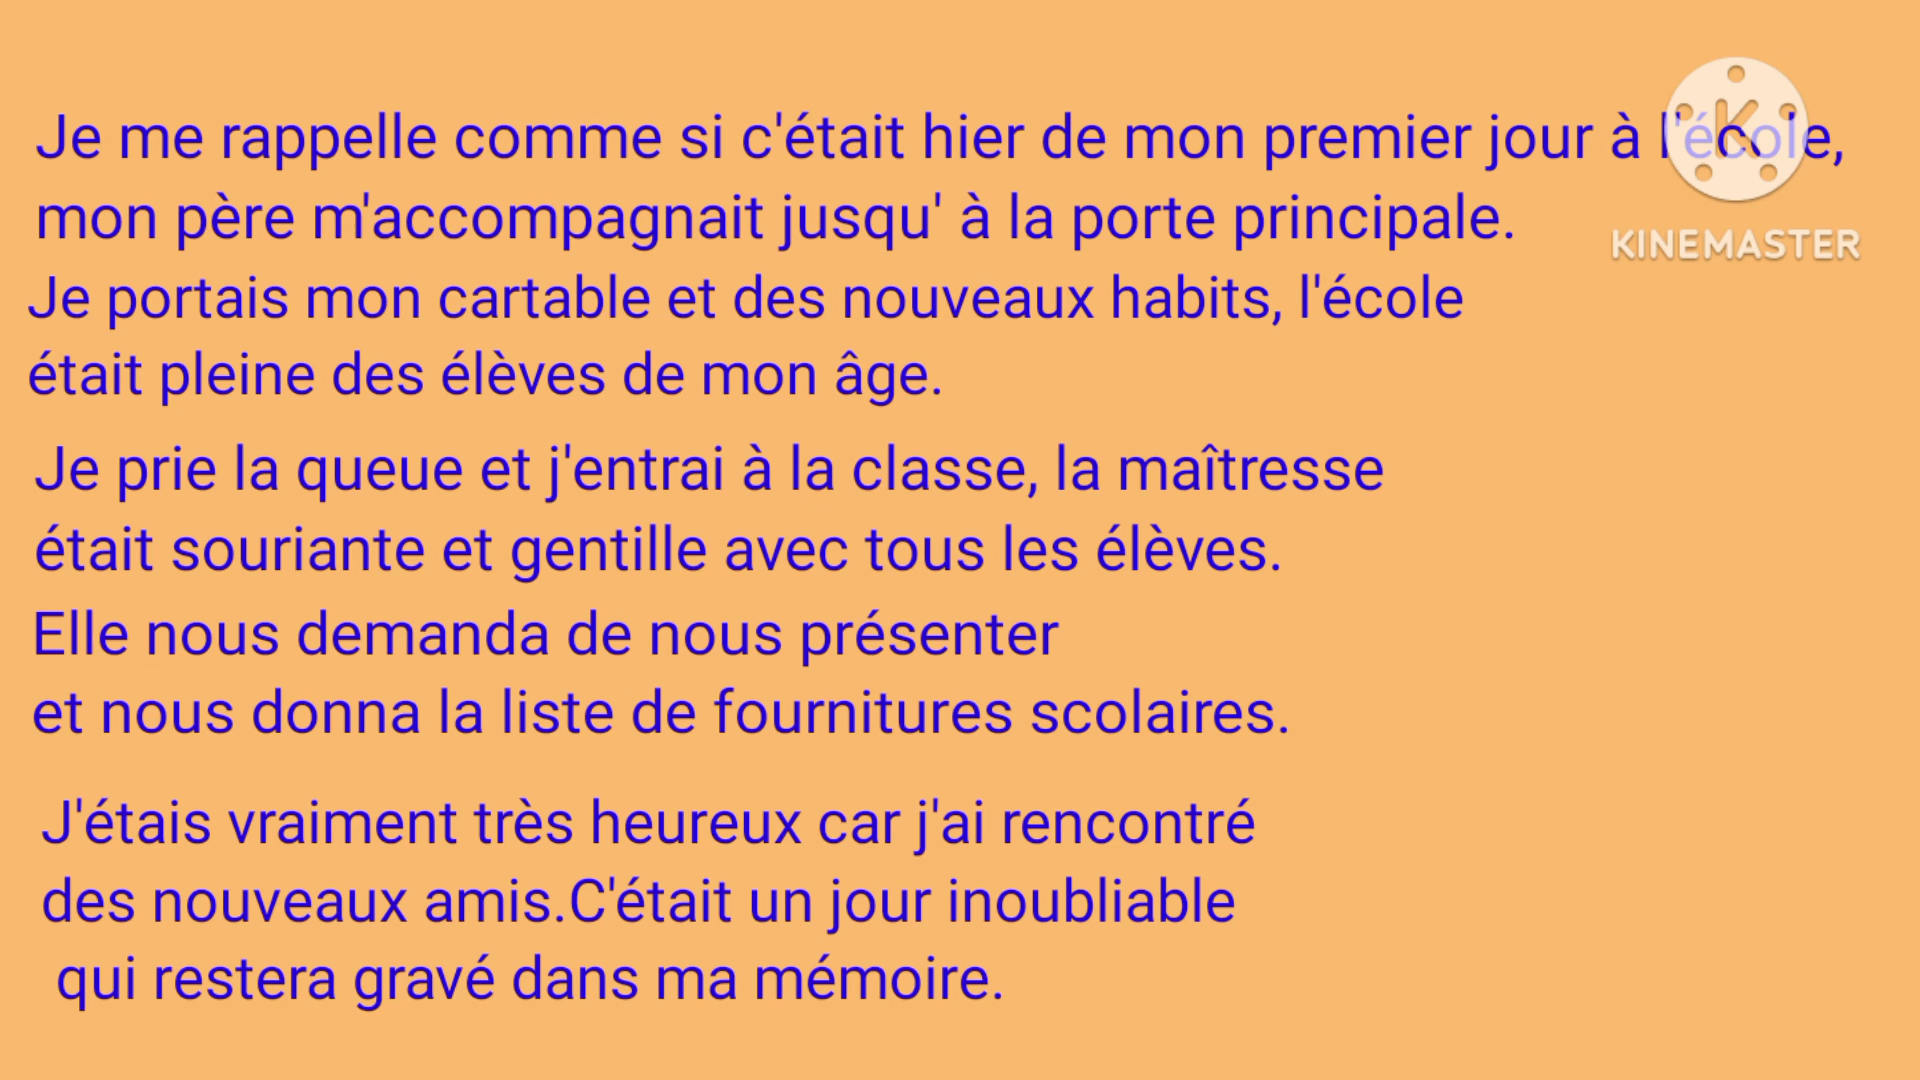 Je me rappelle comme si c'était hier de mon premier jour à l'école,
mon père m'accompagnait jusqu' à la porte principale.
KINEMASTER
Je portais mon cartable et des nouveaux habits, l'école
était pleine des élèves de mon âge.
Je prie la queue et j'entrai à la classe, la maîtresse
était souriante et gentille avec tous les élèves.
Elle nous demanda de nous présenter
et nous donna la liste de fournitures scolaires.
J'étais vraiment très heureux car j'ai rencontré
des nouveaux amis.C'était un jour inoubliable
qui restera gravé dans ma mémoire.